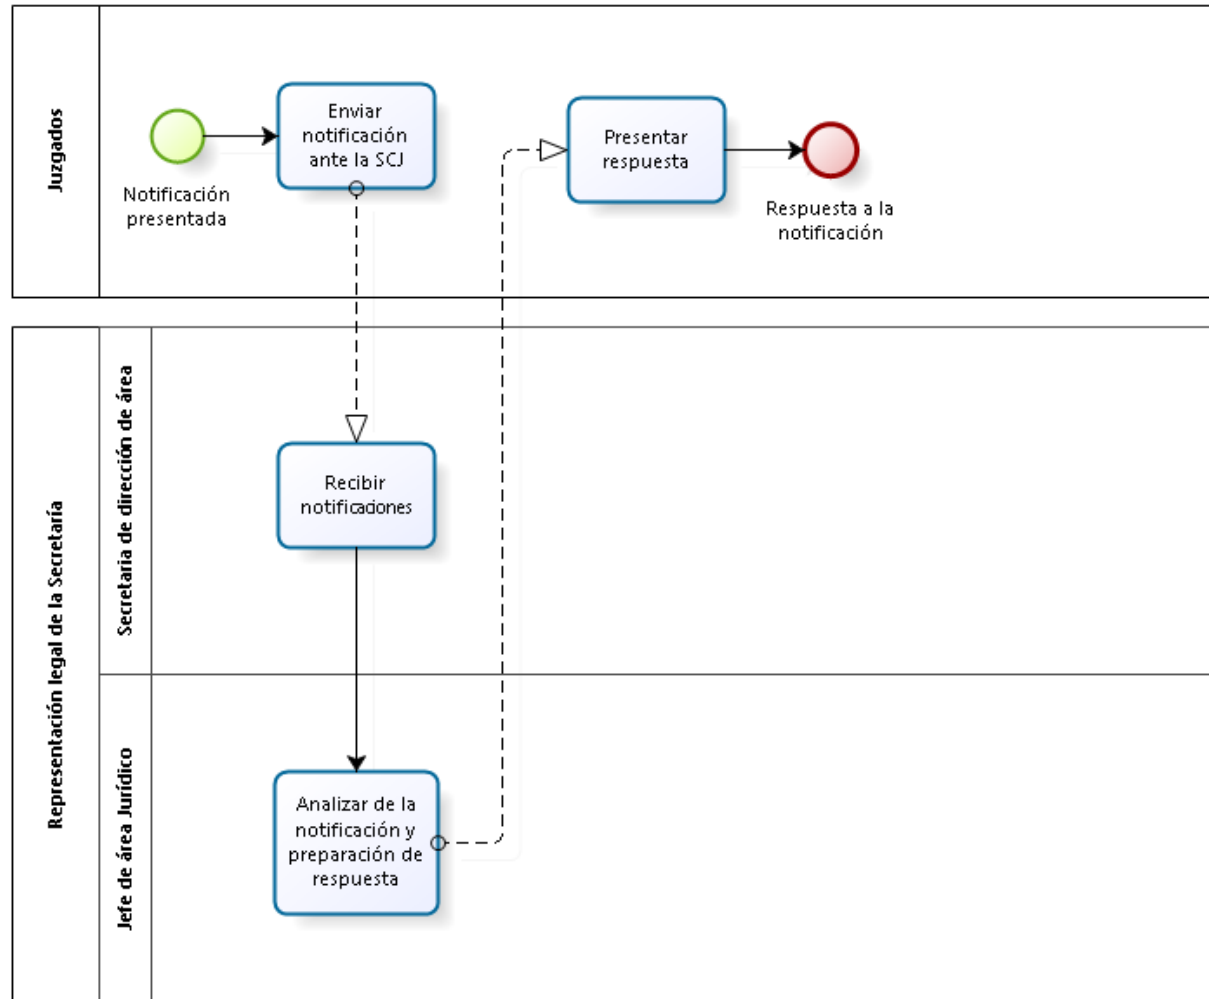 Juzgados
Notificación
presentada
Enviar
notificación
ante la SCJ
Presentar
respuesta
Respuesta a la
notificación
Representación legal de la Secretaría
Secretaria de dirección de área
Recibir
notificaciones
Jefe de área Jurídico
Analizar de la
notificación y
preparación de
respuesta